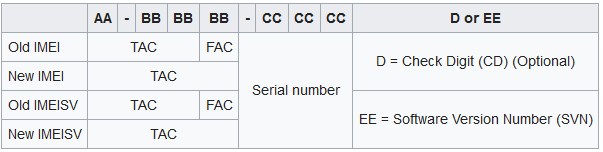 AA - BB BB BB - CC CC CC D or EE
Old IMEI TAC FAC Serial number D = Check Digit (CD) (Optional)
New IMEI TAC
Old IMEISV TAC FAC EE = Software Version Number (SVN)
New IMEISV TAC